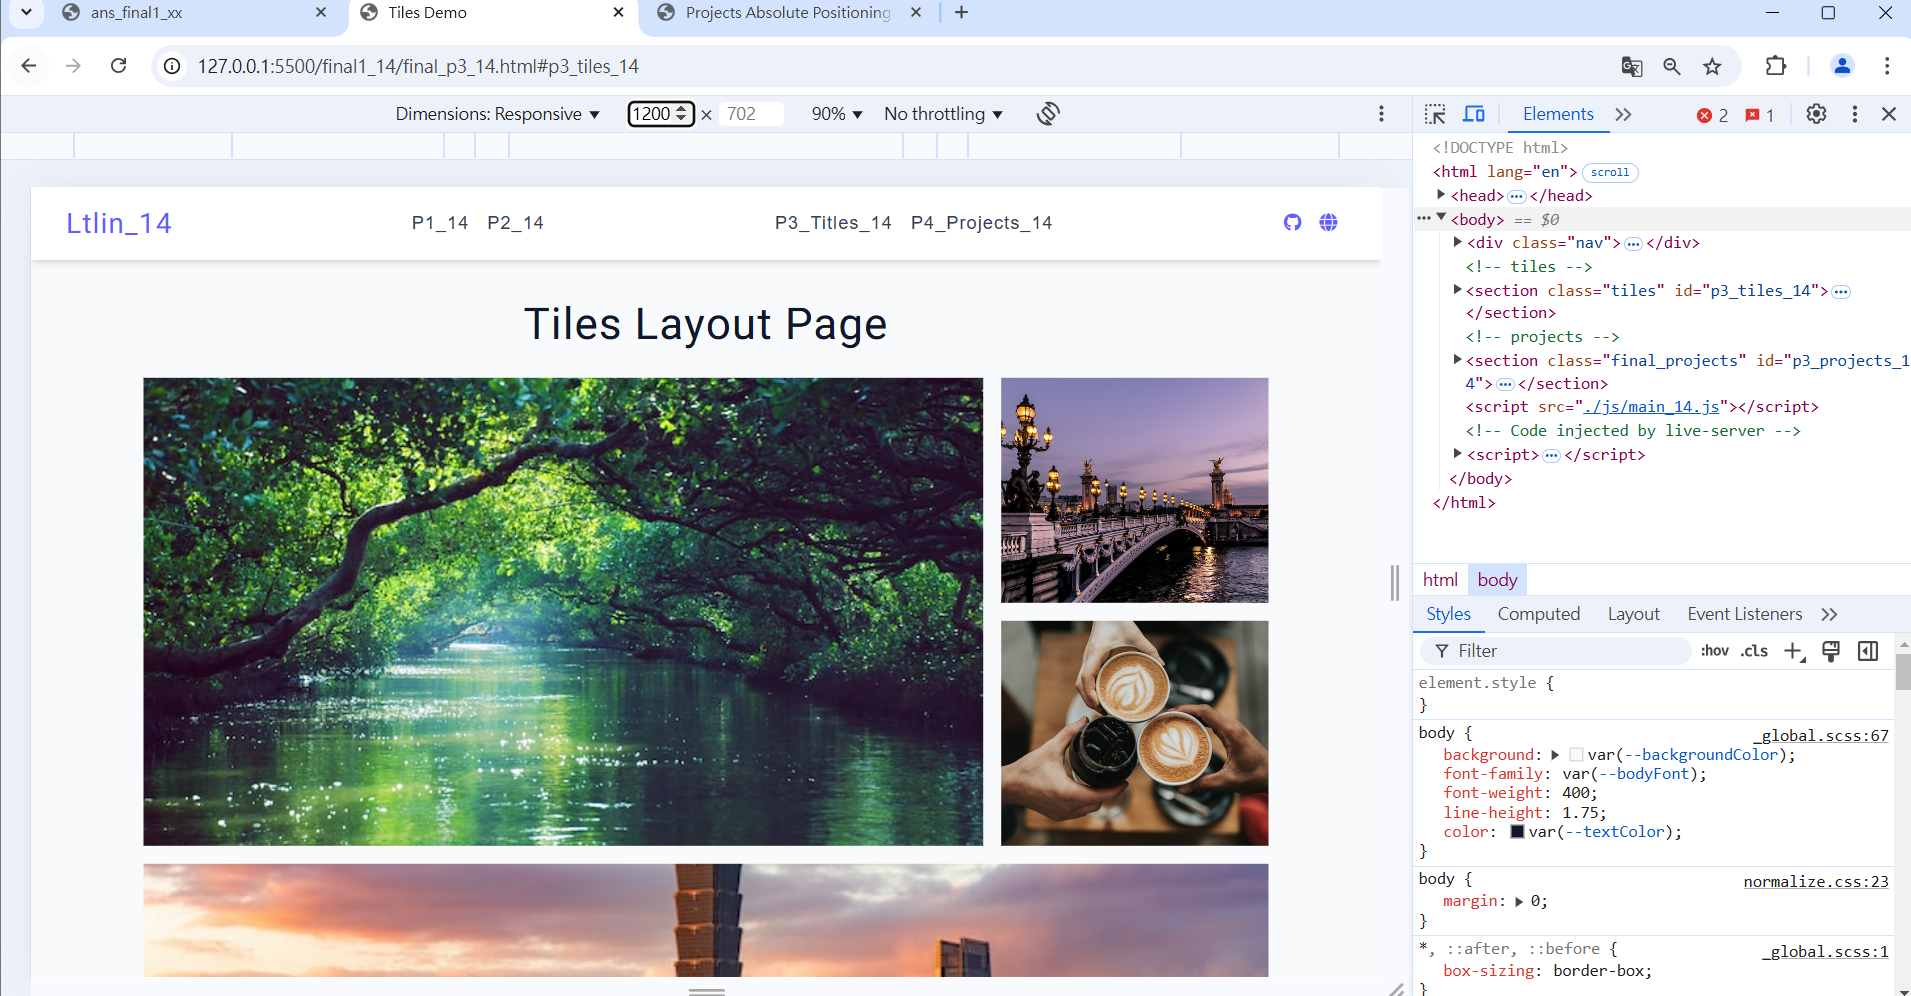 ans_final1_xx
Tiles Demo
Projects Absolute Positioning
127.0.0.1:5500/final1_14/final_p3_14.html#p3_tiles_14
Dimensions: Responsive 1200 × 702 90% No throttling
Elements 2 1
Ltlin_14 P1_14 P2_14 P3_Titles_14 P4_Projects_14
Tiles Layout Page
<!DOCTYPE html>
<html lang="en"> scroll
<head> ⋯ </head>
⋯ <body> == $0
<div class="nav"> ⋯ </div>
<!-- tiles -->
<section class="tiles" id="p3_tiles_14"> ⋯
</section>
<!-- projects -->
<section class="final_projects" id="p3_projects_1
4"> ⋯ </section>
<script src="./js/main_14.js"></script>
<!-- Code injected by live-server -->
<script> ⋯ </script>
</body>
</html>
html body
Styles Computed Layout Event Listeners
Filter :hov .cls
element.style {
}
body { _global.scss:67
background: var(--backgroundColor);
font-family: var(--bodyFont);
font-weight: 400;
line-height: 1.75;
color: var(--textColor);
}
body { normalize.css:23
margin: 0;
}
*, ::after, ::before { _global.scss:1
box-sizing: border-box;
}